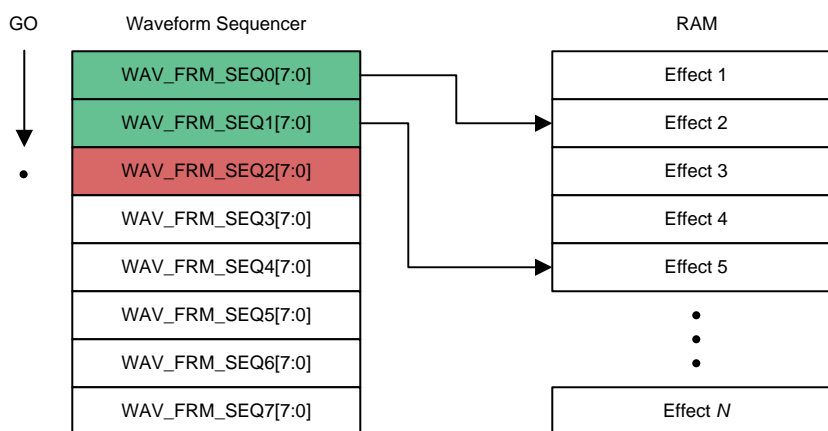 GO
Waveform Sequencer
RAM
WAV_FRM_SEQ0[7:0]
WAV_FRM_SEQ1[7:0]
WAV_FRM_SEQ2[7:0]
WAV_FRM_SEQ3[7:0]
WAV_FRM_SEQ4[7:0]
WAV_FRM_SEQ5[7:0]
WAV_FRM_SEQ6[7:0]
WAV_FRM_SEQ7[7:0]
Effect 1
Effect 2
Effect 3
Effect 4
Effect 5
Effect N